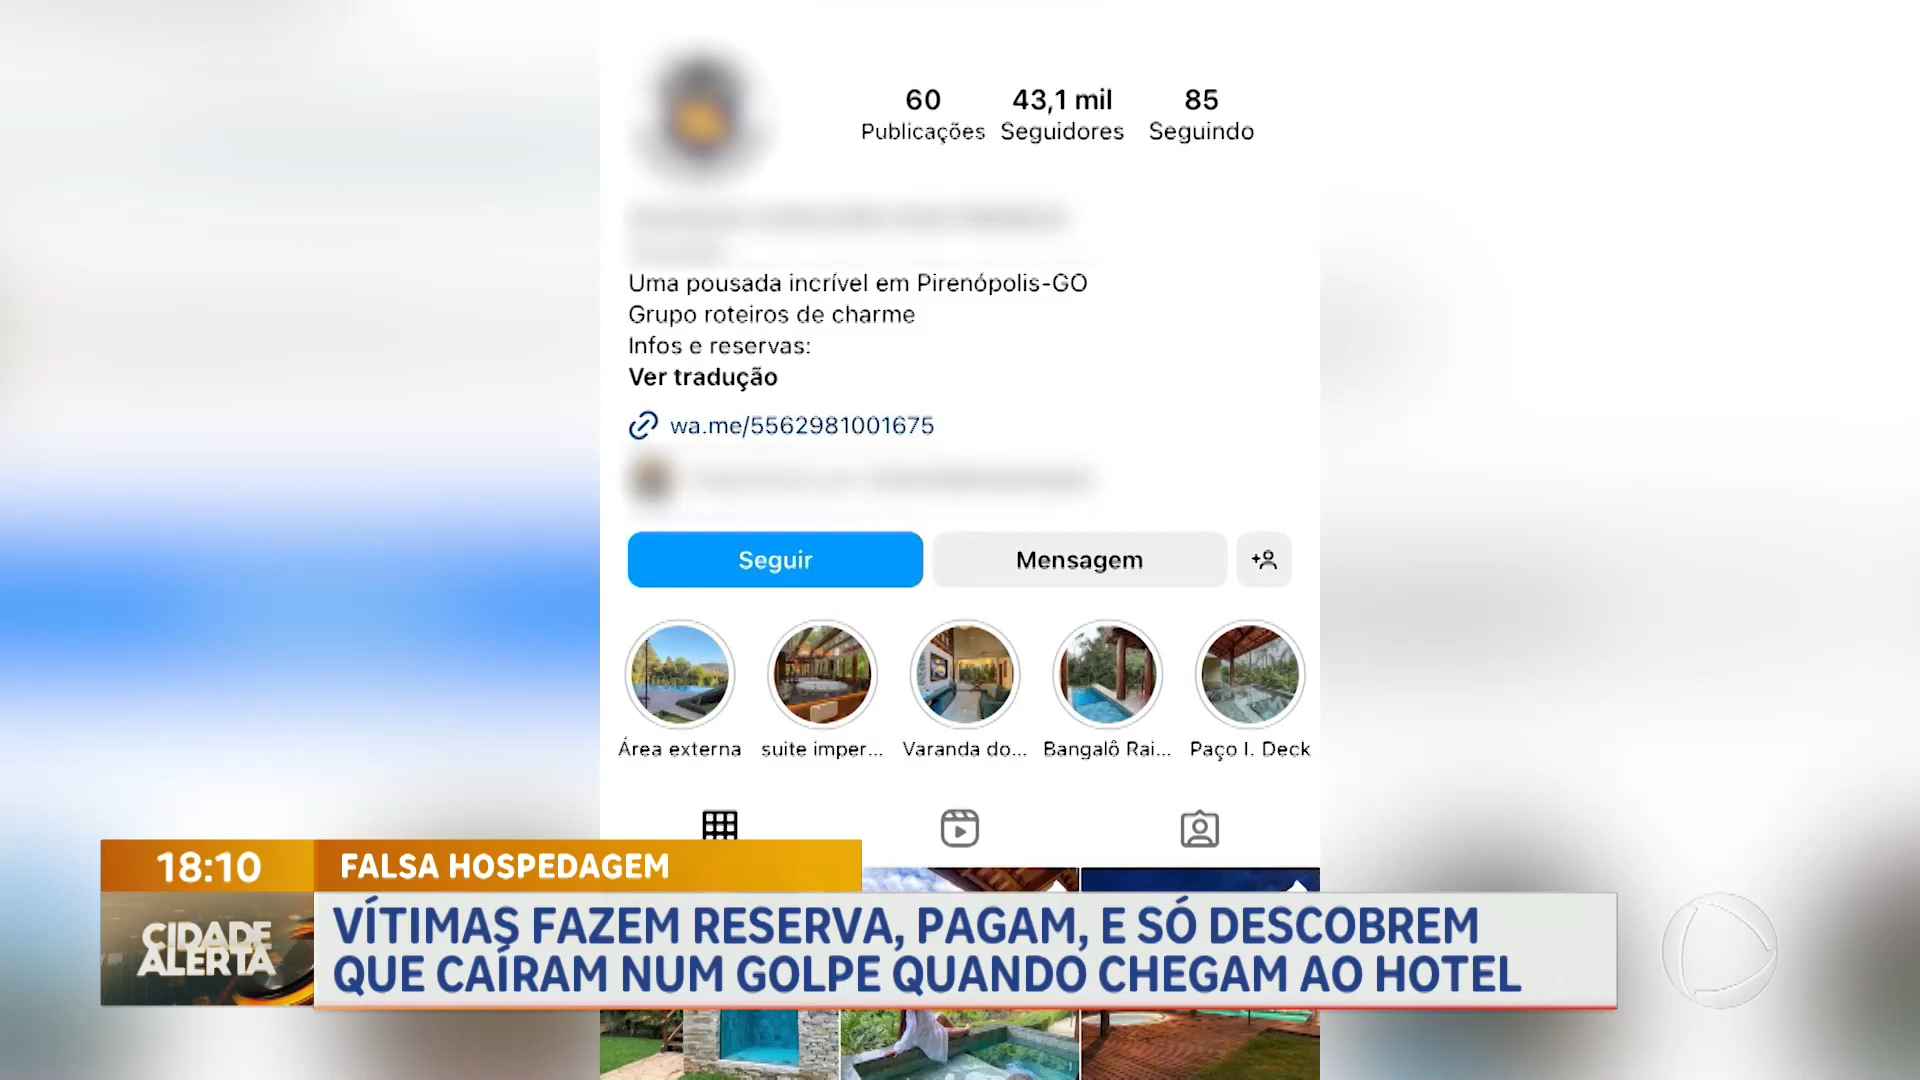 60
43,1 mil
85
Publicações
Seguidores
Seguindo
Uma pousada incrível em Pirenópolis-GO
Grupo roteiros de charme
Infos e reservas:
Ver tradução
wa.me/5562981001675
Seguir
Mensagem
Área externa
suite imper...
Varanda do...
Bangalô Rai...
Paço I. Deck
18:10
FALSA HOSPEDAGEM
CIDADE
ALERTA
VÍTIMAS FAZEM RESERVA, PAGAM, E SÓ DESCOBREM
QUE CAÍRAM NUM GOLPE QUANDO CHEGAM AO HOTEL